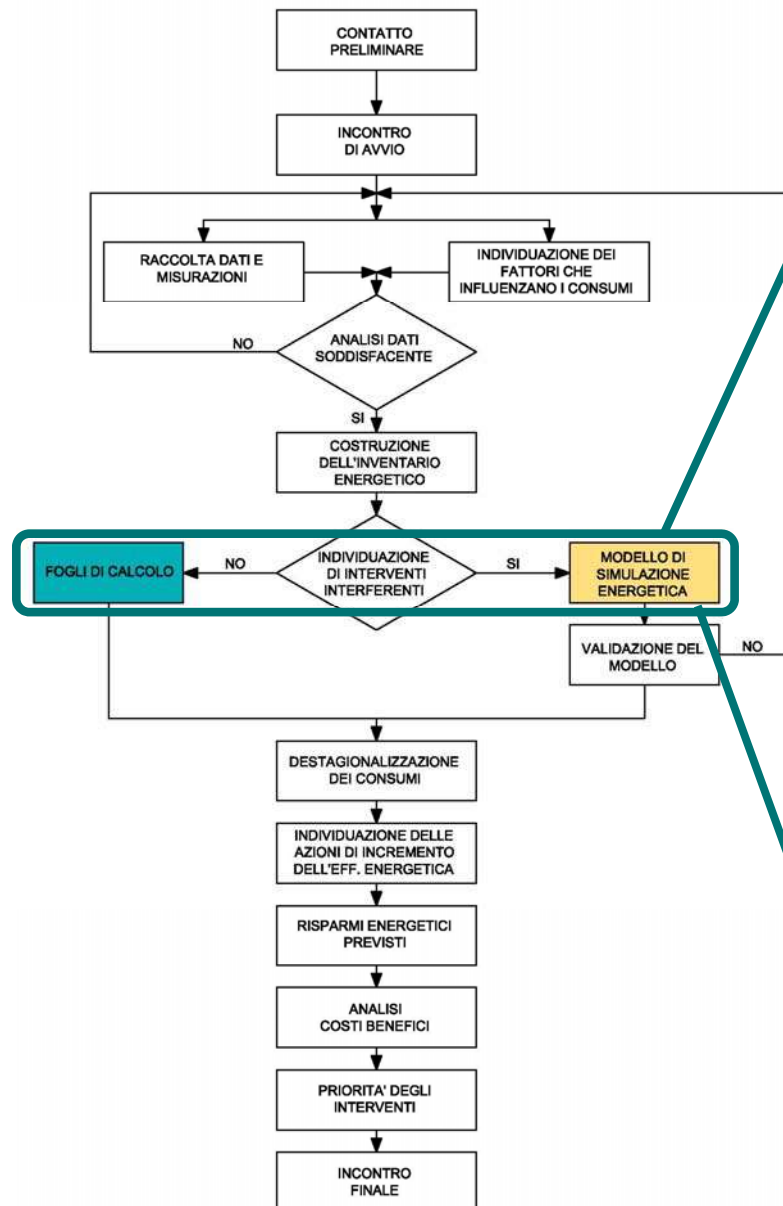 CONTATTO
PRELIMINARE
INCONTRO
DI AVVIO
RACCOLTA DATI E
MISURAZIONI
INDIVIDUAZIONE DEI
FATTORI CHE
INFLUENZANO I CONSUMI
ANALISI DATI
SODDISFACENTE
NO
SI
COSTRUZIONE
DELL'INVENTARIO
ENERGETICO
FOGLI DI CALCOLO
NO
INDIVIDUAZIONE
DI INTERVENTI
INTERFERENTI
SI
MODELLO DI
SIMULAZIONE
ENERGETICA
VALIDAZIONE DEL
MODELLO
NO
DESTAGIONALIZZAZIONE
DEI CONSUMI
INDIVIDUAZIONE DELLE
AZIONI DI INCREMENTO
DELL'EFF. ENERGETICA
RISPARMI ENERGETICI
PREVISTI
ANALISI
COSTI BENEFICI
PRIORITA' DEGLI
INTERVENTI
INCONTRO
FINALE